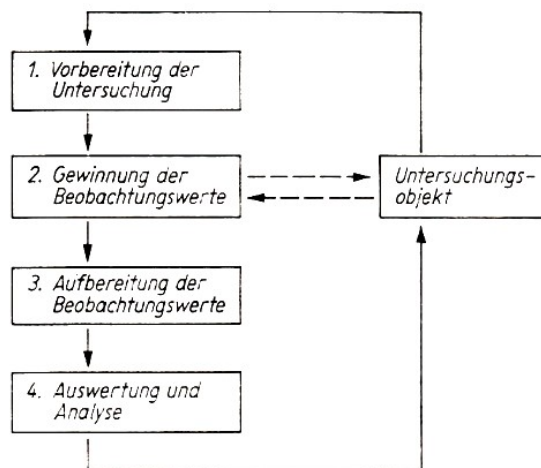 1. Vorbereitung der
Untersuchung
2. Gewinnung der
Beobachtungswerte
Untersuchungs-
objekt
3. Aufbereitung der
Beobachtungswerte
4. Auswertung und
Analyse